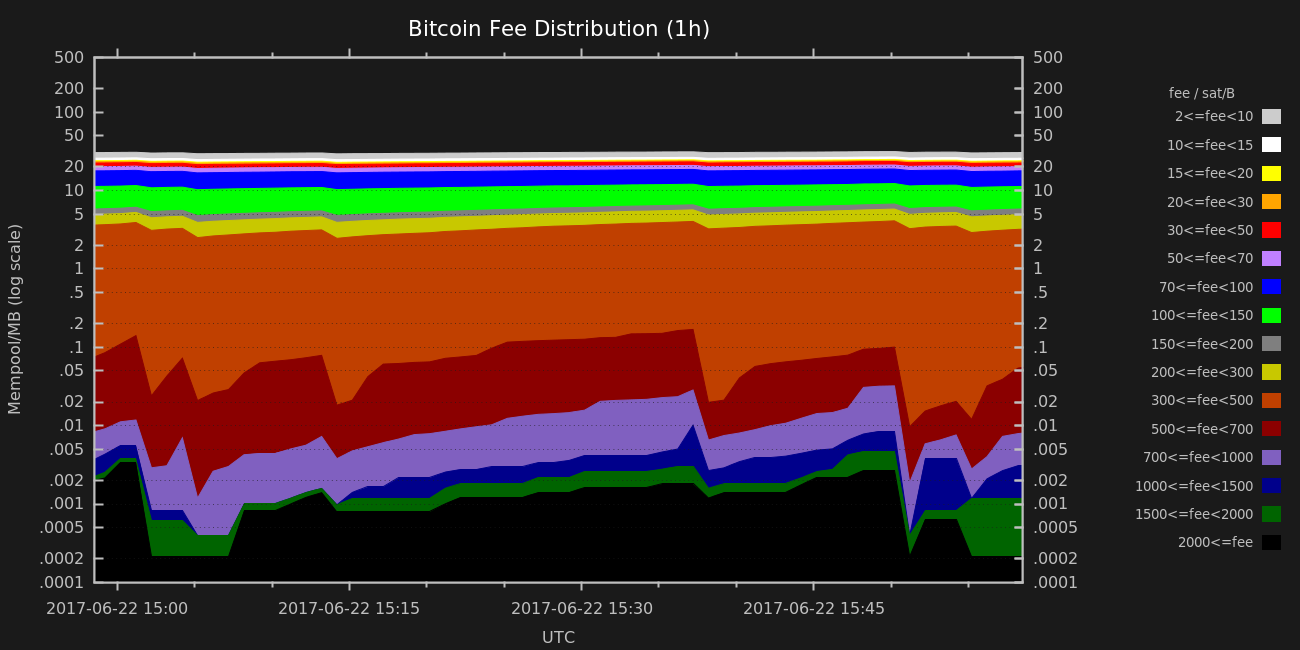 Bitcoin Fee Distribution (1h)
500
200
100
50
20
10
5
2
1
.5
.2
.1
.05
.02
.01
.005
.002
.001
.0005
.0002
.0001
Mempool/MB (log scale)
500
200
100
50
20
10
5
2
1
.5
.2
.1
.05
.02
.01
.005
.002
.001
.0005
.0002
.0001
2017-06-22 15:00
2017-06-22 15:15
2017-06-22 15:30
2017-06-22 15:45
UTC
fee / sat/B
2<=fee<10
10<=fee<15
15<=fee<20
20<=fee<30
30<=fee<50
50<=fee<70
70<=fee<100
100<=fee<150
150<=fee<200
200<=fee<300
300<=fee<500
500<=fee<700
700<=fee<1000
1000<=fee<1500
1500<=fee<2000
2000<=fee